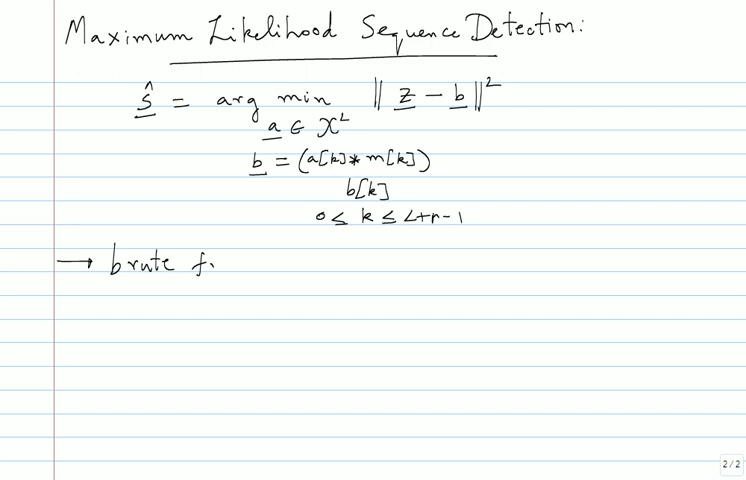 Maximum Likelihood Sequence Detection:
ŝ = arg min || z - b ||²
a ∈ X^L
b = (a[k] * m[k])
b[k]
0 ≤ k ≤ L+r-1
→ brute f
2/2